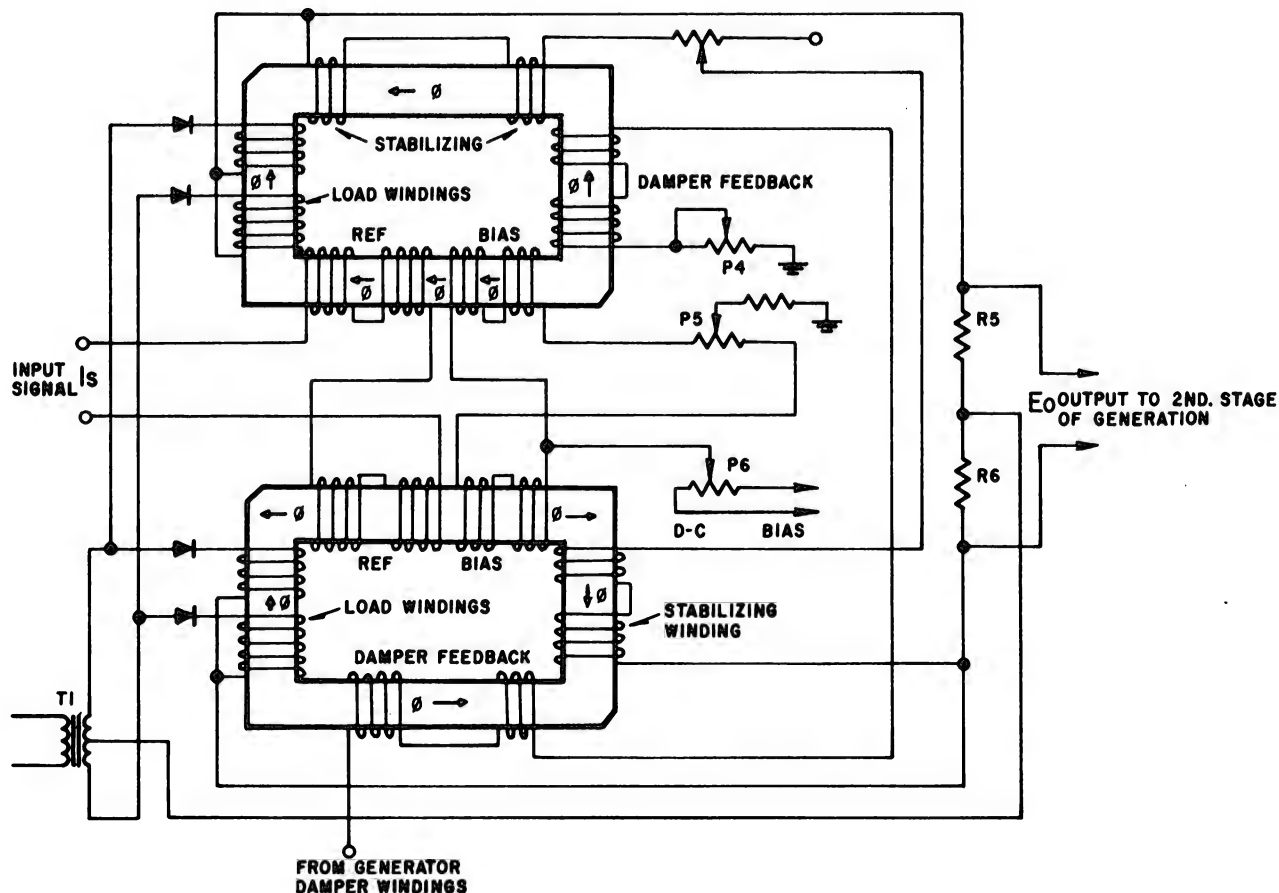 Ø
STABILIZING
Ø
LOAD WINDINGS
Ø
DAMPER FEEDBACK
REF
BIAS
P4
Ø
Ø
Ø
P5
R5
INPUT
SIGNAL IS
EO OUTPUT TO 2ND. STAGE
OF GENERATION
P6
R6
D-C BIAS
Ø
Ø
REF
BIAS
Ø
LOAD WINDINGS
Ø
STABILIZING
WINDING
DAMPER FEEDBACK
T1
Ø
FROM GENERATOR
DAMPER WINDINGS